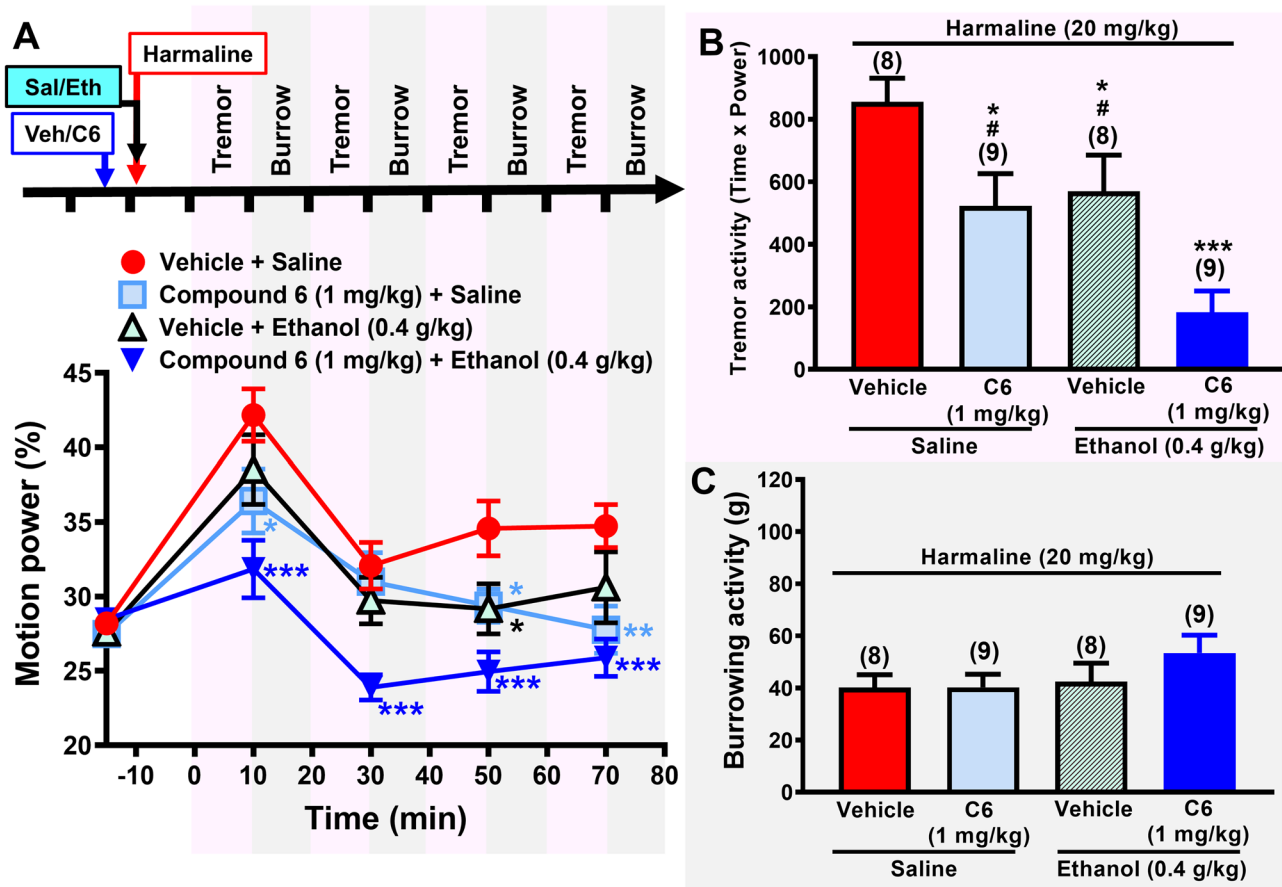 A
Harmaline
Sal/Eth
Veh/C6
Tremor
Burrow
Tremor
Burrow
Tremor
Burrow
Tremor
Burrow
Vehicle + Saline
Compound 6 (1 mg/kg) + Saline
Vehicle + Ethanol (0.4 g/kg)
Compound 6 (1 mg/kg) + Ethanol (0.4 g/kg)
Motion power (%)
45
40
35
30
25
20
*
***
***
*
*
***
**
***
-10 0 10 20 30 40 50 60 70 80
Time (min)
B
Harmaline (20 mg/kg)
Tremor activity (Time x Power)
1000
800
600
400
200
0
(8)
*
#
(9)
*
#
(8)
***
(9)
Vehicle C6 Vehicle C6
(1 mg/kg) (1 mg/kg)
Saline Ethanol (0.4 g/kg)
C
Harmaline (20 mg/kg)
Burrowing activity (g)
120
100
80
60
40
20
0
(8) (9) (8) (9)
Vehicle C6 Vehicle C6
(1 mg/kg) (1 mg/kg)
Saline Ethanol (0.4 g/kg)